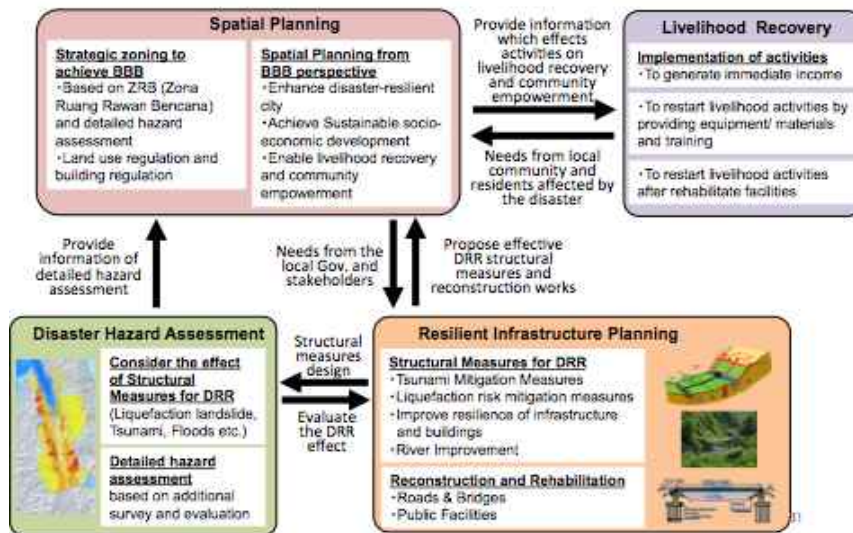 Spatial Planning
Strategic zoning to
achieve BBB
・Based on ZRB (Zona
Ruang Rawan Bencana)
and detailed hazard
assessment
・Land use regulation and
building regulation
Spatial Planning from
BBB perspective
・Enhance disaster-resilient
city
・Achieve Sustainable socio-
economic development
・Enable livelihood recovery
and community
empowerment
Provide information
which effects
activities on
livelihood recovery
and community
empowerment
Needs from local
community and
residents affected by
the disaster
Livelihood Recovery
Implementation of activities
・To generate immediate income
・To restart livelihood activities by
providing equipment/ materials
and training
・To restart livelihood activities
after rehabilitate facilities
Provide
information of
detailed hazard
assessment
Needs from the
local Gov. and
stakeholders
Propose effective
DRR structural
measures and
reconstruction works
Disaster Hazard Assessment
Consider the effect
of Structural
Measures for DRR
(Liquefaction landslide,
Tsunami, Floods etc.)
Detailed hazard
assessment
based on additional
survey and evaluation
Structural
measures
design
Evaluate
the DRR
effect
Resilient Infrastructure Planning
Structural Measures for DRR
・Tsunami Mitigation Measures
・Liquefaction risk mitigation measures
・Improve resilience of infrastructure
and buildings
・River Improvement
Reconstruction and Rehabilitation
・Roads & Bridges
・Public Facilities